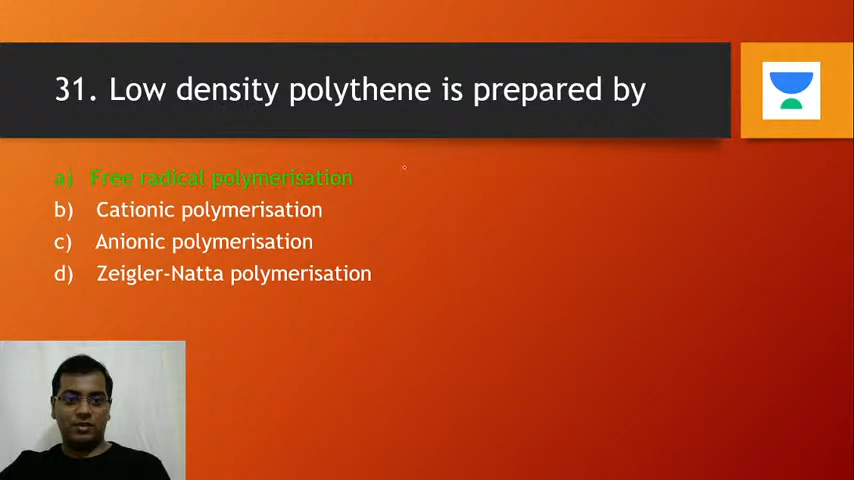 31. Low density polythene is prepared by
a) Free radical polymerisation
b) Cationic polymerisation
c) Anionic polymerisation
d) Zeigler-Natta polymerisation